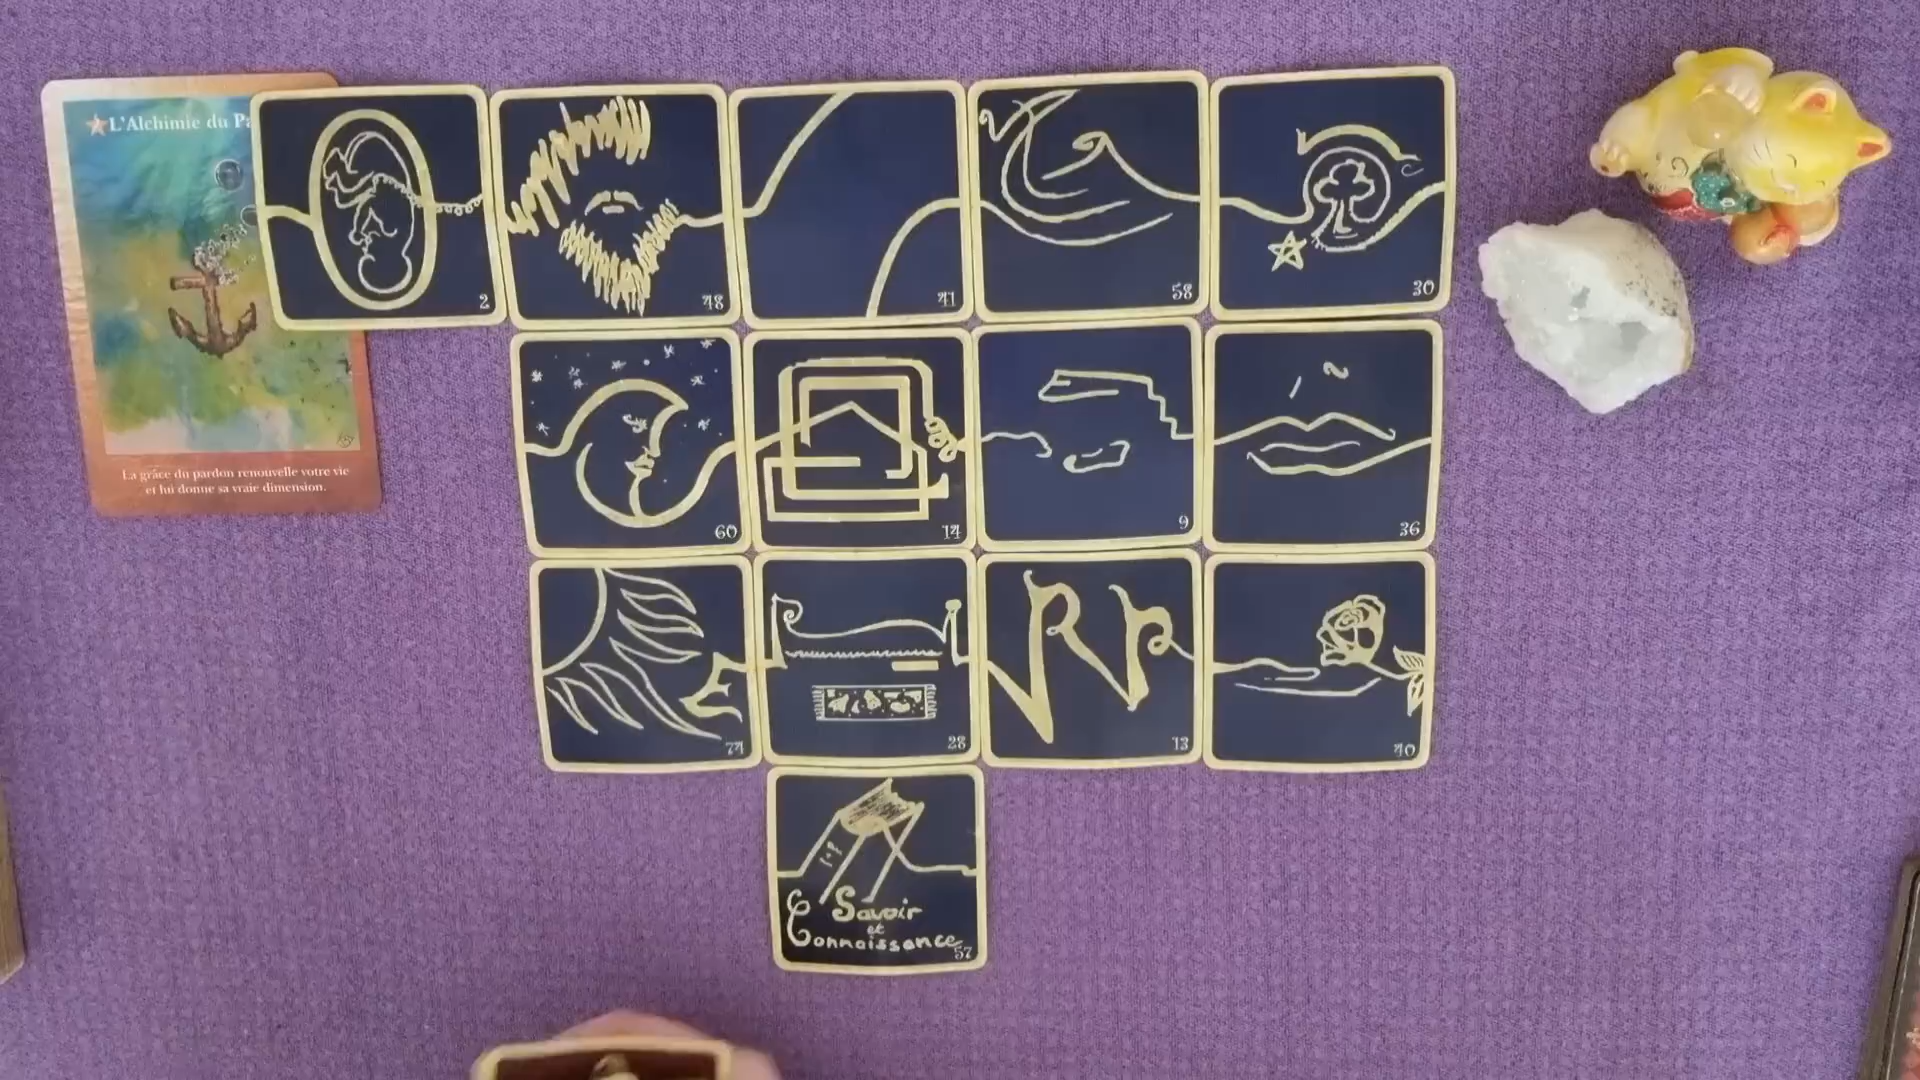 L'Alchimie du
La grâce du pardon renouvelle votre vie
et lui donne sa vraie dimension.
2
48
41
58
30
60
14
9
36
74
28
13
40
Savoir
et
Connaissance
57